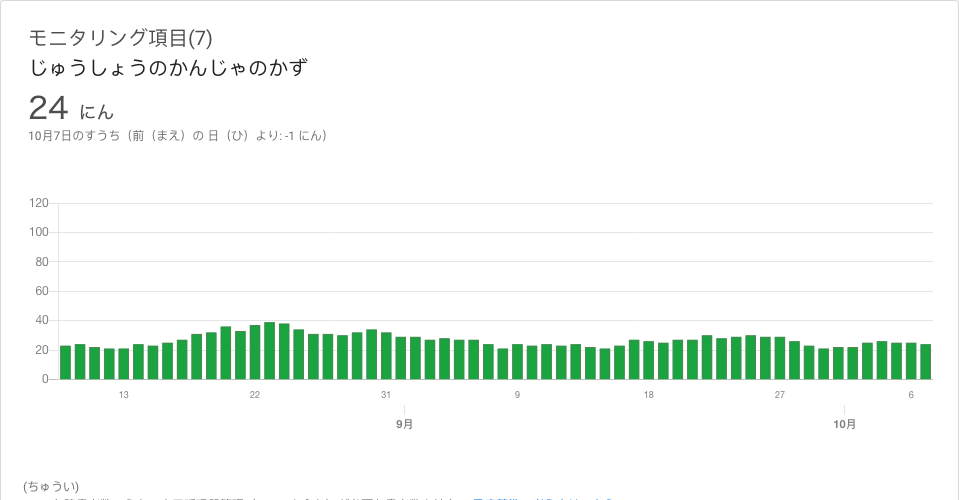 モニタリング項目(7)
じゅうしょうのかんじゃのかず
24 にん
10月7日のすうち（前（まえ）の 日（ひ）より: -1 にん）
120
100
80
60
40
20
0
13 22 31 9 18 27 6
9月 10月
(ちゅうい)